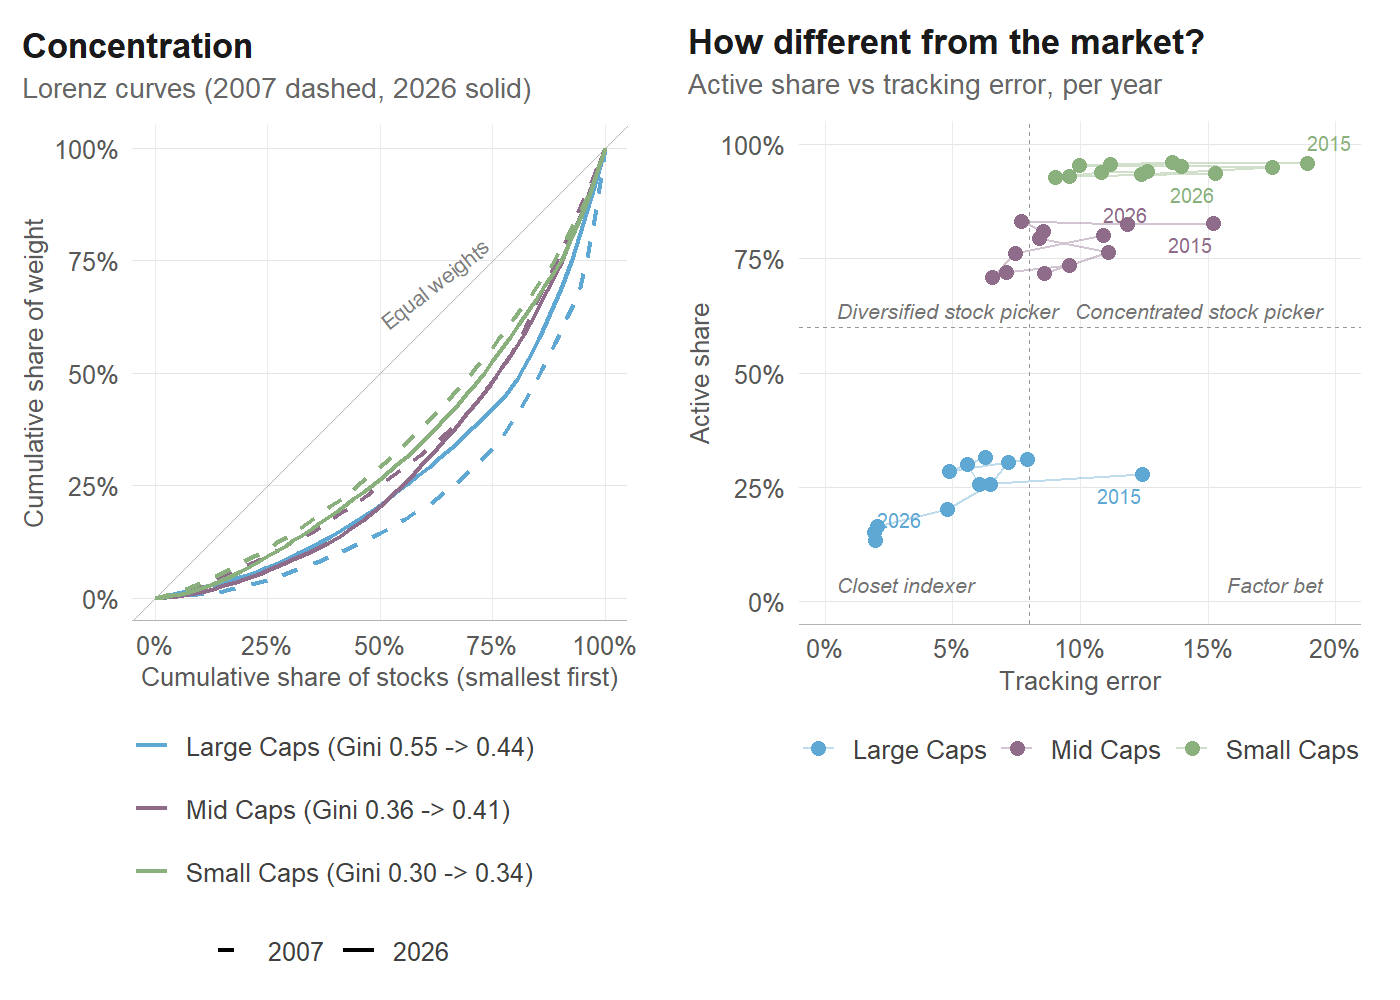 Concentration
Lorenz curves (2007 dashed, 2026 solid)
100%
75%
50%
25%
0%
Cumulative share of weight
Equal weights
0% 25% 50% 75% 100%
Cumulative share of stocks (smallest first)
Large Caps (Gini 0.55 -> 0.44)
Mid Caps (Gini 0.36 -> 0.41)
Small Caps (Gini 0.30 -> 0.34)
2007 2026
How different from the market?
Active share vs tracking error, per year
100%
75%
50%
25%
0%
Active share
2015
2026
2026
2015
Diversified stock picker Concentrated stock picker
2015
2026
Closet indexer Factor bet
0% 5% 10% 15% 20%
Tracking error
Large Caps Mid Caps Small Caps